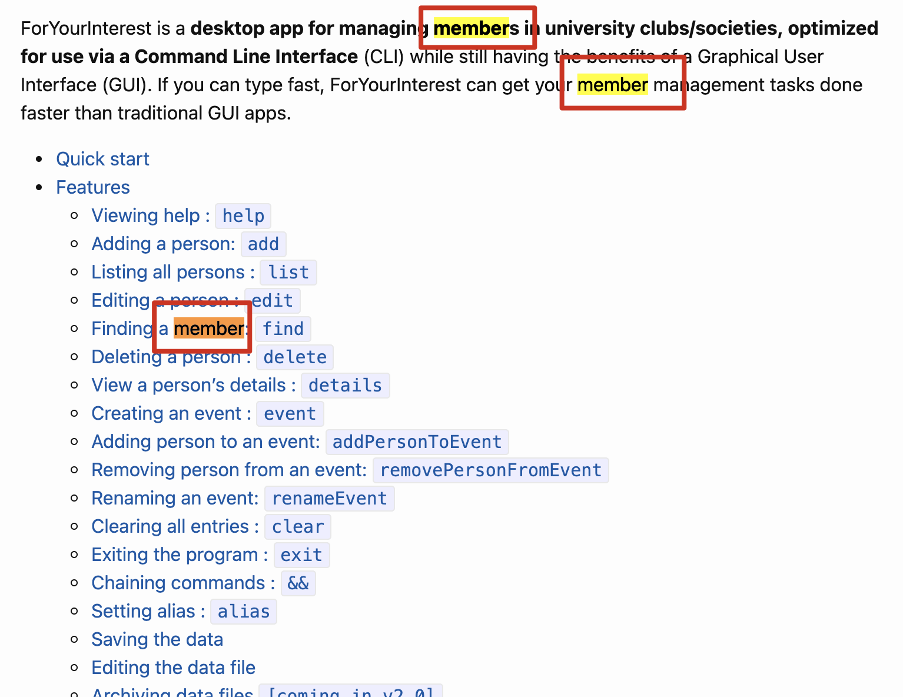 ForYourInterest is a desktop app for managing members in university clubs/societies, optimized
for use via a Command Line Interface (CLI) while still having the benefits of a Graphical User
Interface (GUI). If you can type fast, ForYourInterest can get your member management tasks done
faster than traditional GUI apps.
• Quick start
• Features
◦ Viewing help : help
◦ Adding a person: add
◦ Listing all persons : list
◦ Editing a person : edit
◦ Finding a member: find
◦ Deleting a person : delete
◦ View a person’s details : details
◦ Creating an event : event
◦ Adding person to an event: addPersonToEvent
◦ Removing person from an event: removePersonFromEvent
◦ Renaming an event: renameEvent
◦ Clearing all entries : clear
◦ Exiting the program : exit
◦ Chaining commands : &&
◦ Setting alias : alias
◦ Saving the data
◦ Editing the data file
◦ Archiving data files [coming in v2.0]